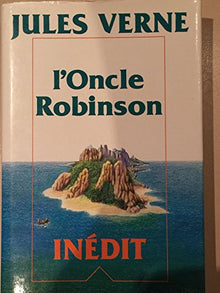 JULES VERNE
l'Oncle
Robinson
INÉDIT